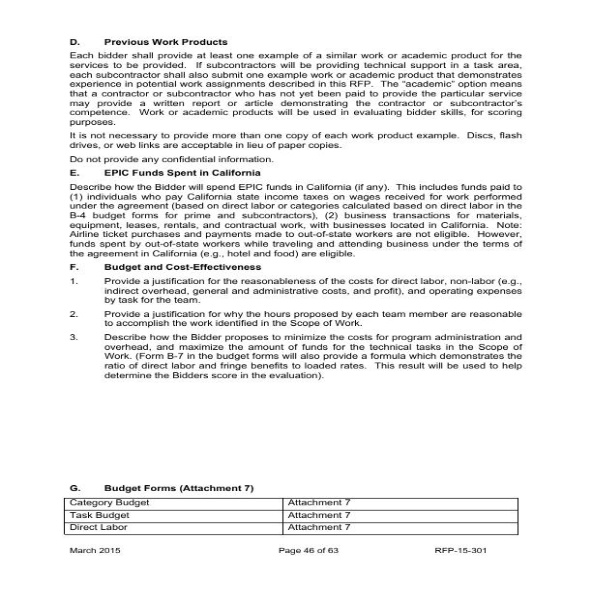 D. Previous Work Products
Each bidder shall provide at least one example of a similar work or academic product for the
services to be provided. If subcontractors will be providing technical support in a task area,
each subcontractor shall also submit one example work or academic product that demonstrates
experience in potential work assignments described in this RFP. The “academic” option means
that a contractor or subcontractor who has not yet been paid to provide the particular service
may provide a written report or article demonstrating the contractor or subcontractor’s
competence. Work or academic products will be used in evaluating bidder skills, for scoring
purposes.
It is not necessary to provide more than one copy of each work product example. Discs, flash
drives, or web links are acceptable in lieu of paper copies.
Do not provide any confidential information.
E. EPIC Funds Spent in California
Describe how the Bidder will spend EPIC funds in California (if any). This includes funds paid to
(1) individuals who pay California state income taxes on wages received for work performed
under the agreement (based on direct labor or categories calculated based on direct labor in the
B-4 budget forms for prime and subcontractors), (2) business transactions for materials,
equipment, leases, rentals, and contractual work, with businesses located in California. Note:
Airline ticket purchases and payments made to out-of-state workers are not eligible. However,
funds spent by out-of-state workers while traveling and attending business under the terms of
the agreement in California (e.g., hotel and food) are eligible.
F. Budget and Cost-Effectiveness
1. Provide a justification for the reasonableness of the costs for direct labor, non-labor (e.g.,
indirect overhead, general and administrative costs, and profit), and operating expenses
by task for the team.
2. Provide a justification for why the hours proposed by each team member are reasonable
to accomplish the work identified in the Scope of Work.
3. Describe how the Bidder proposes to minimize the costs for program administration and
overhead, and maximize the amount of funds for the technical tasks in the Scope of
Work. (Form B-7 in the budget forms will also provide a formula which demonstrates the
ratio of direct labor and fringe benefits to loaded rates. This result will be used to help
determine the Bidders score in the evaluation).
G. Budget Forms (Attachment 7)
Category Budget Attachment 7
Task Budget Attachment 7
Direct Labor Attachment 7
March 2015 Page 46 of 63 RFP-15-301